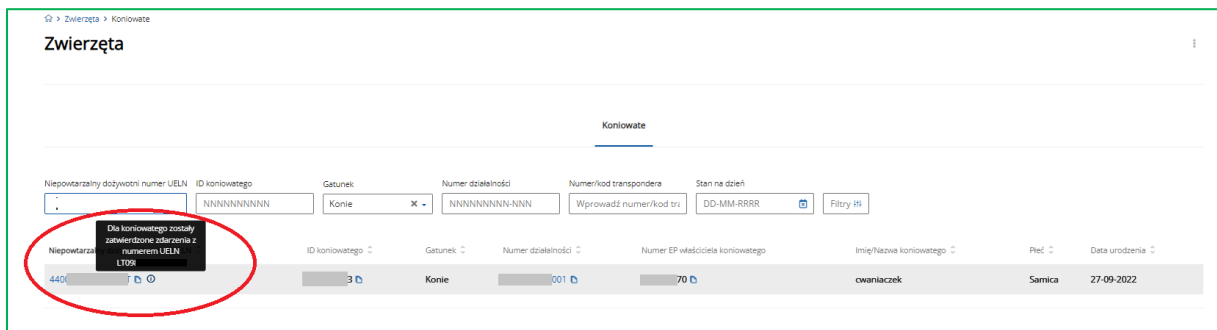 > Zwierzęta > Koniowate
Zwierzęta
Koniowate
Niepowtarzalny dożywotni numer UELN ID koniowatego Gatunek Numer działalności Numer/kod transpondera Stan na dzień
NNNNNNNNNN Konie NNNNNNNNN-NNN Wprowadź numer/kod tra DD-MM-RRRR Filtry
Dla koniowatego zostały
zatwierdzone zdarzenia z
numerem UELN
LT09
Niepowtarzal ID koniowatego Gatunek Numer działalności Numer EP właściciela koniowatego Imię/Nazwa koniowatego Płeć Data urodzenia
440 3 Konie 001 70 cwaniaczek Samica 27-09-2022